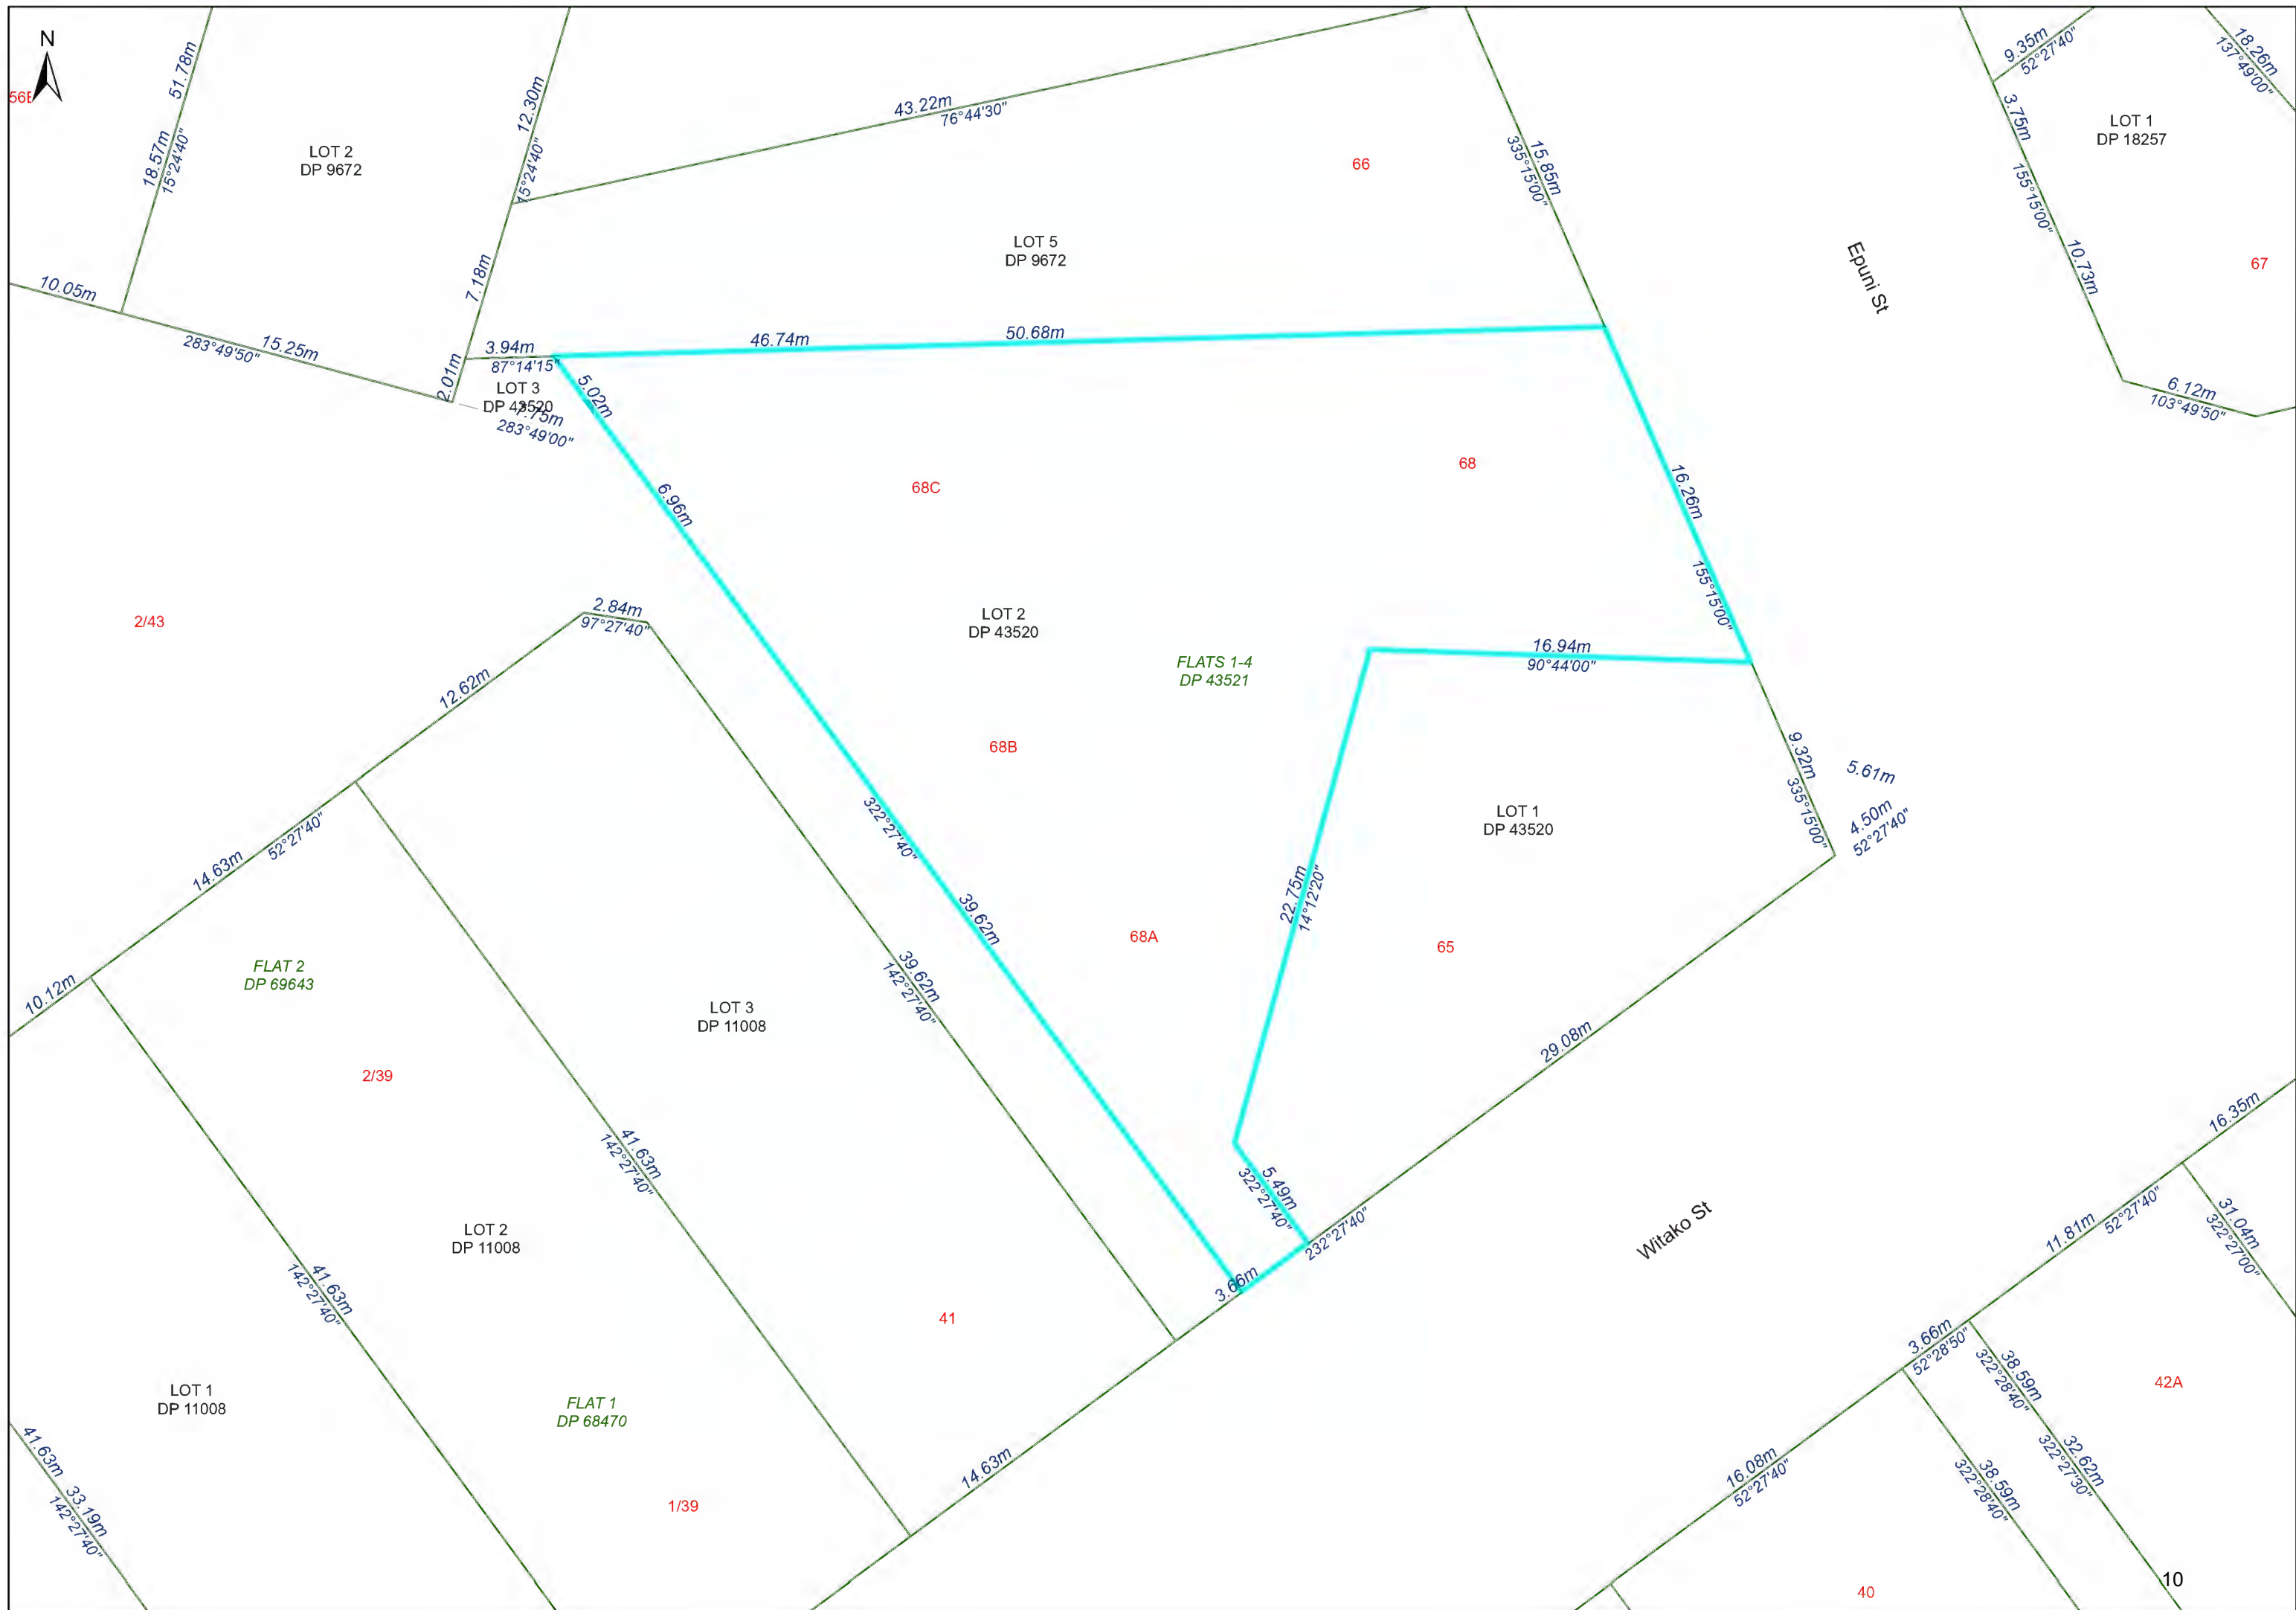 N
56E
51.78m
18.57m
15°24'40"
LOT 2
DP 9672
12.30m
15°24'40"
43.22m
76°44'30"
66
15.85m
335°15'00"
9.35m
52°27'40"
18.26m
137°49'00"
LOT 1
DP 18257
3.75m
155°15'00"
10.73m
67
Epuni St
LOT 5
DP 9672
7.18m
10.05m
15.25m
283°49'50"
2.01m
3.94m
87°14'15"
46.74m
50.68m
LOT 3
DP 43520
7.75m
283°49'00"
5.02m
6.12m
103°49'50"
6.96m
68C
68
16.26m
155°15'00"
2/43
2.84m
97°27'40"
LOT 2
DP 43520
FLATS 1-4
DP 43521
16.94m
90°44'00"
12.62m
68B
9.32m
335°15'00"
5.61m
4.50m
52°27'40"
LOT 1
DP 43520
14.63m
52°27'40"
322°27'40"
39.62m
22.75m
14°12'20"
68A
65
FLAT 2
DP 69643
10.12m
39.62m
142°27'40"
LOT 3
DP 11008
29.08m
2/39
41.63m
142°27'40"
5.49m
322°27'40"
232°27'40"
Witako St
16.35m
11.81m
52°27'40"
31.04m
322°27'00"
LOT 2
DP 11008
3.66m
41.63m
142°27'40"
41
3.66m
52°28'50"
38.59m
322°28'40"
42A
LOT 1
DP 11008
FLAT 1
DP 68470
41.63m
33.19m
142°27'40"
14.63m
16.08m
52°27'40"
38.59m
322°28'40"
32.62m
322°27'30"
1/39
40
10